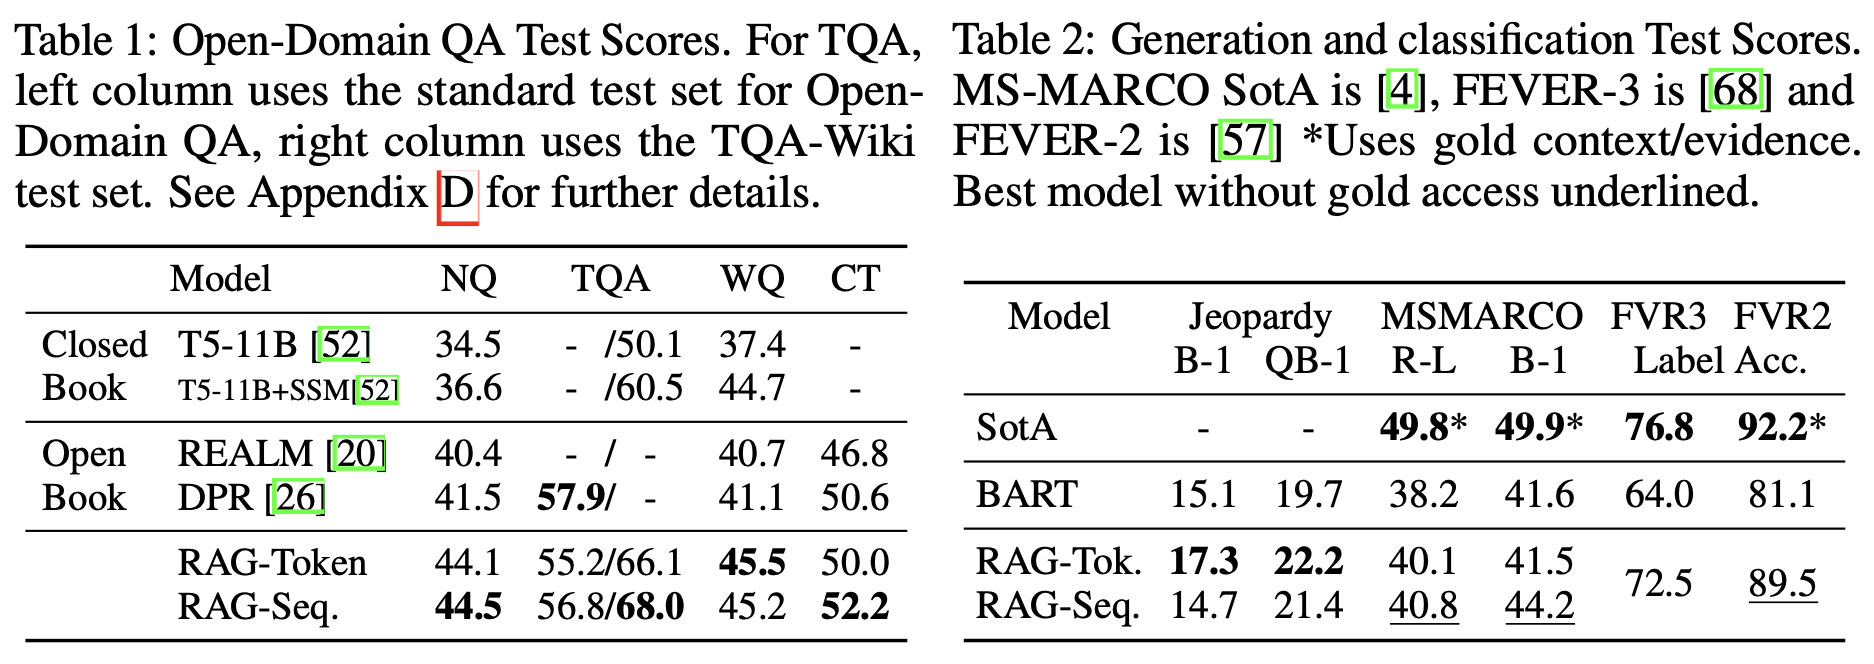 Table 1: Open-Domain QA Test Scores. For TQA,
left column uses the standard test set for Open-
Domain QA, right column uses the TQA-Wiki
test set. See Appendix D for further details.
Model NQ TQA WQ CT
Closed T5-11B [52] 34.5 - /50.1 37.4 -
Book T5-11B+SSM[52] 36.6 - /60.5 44.7 -
Open REALM [20] 40.4 - / - 40.7 46.8
Book DPR [26] 41.5 57.9/ - 41.1 50.6
RAG-Token 44.1 55.2/66.1 45.5 50.0
RAG-Seq. 44.5 56.8/68.0 45.2 52.2
Table 2: Generation and classification Test Scores.
MS-MARCO SotA is [4], FEVER-3 is [68] and
FEVER-2 is [57] *Uses gold context/evidence.
Best model without gold access underlined.
Model Jeopardy MSMARCO FVR3 FVR2
B-1 QB-1 R-L B-1 Label Acc.
SotA - - 49.8* 49.9* 76.8 92.2*
BART 15.1 19.7 38.2 41.6 64.0 81.1
RAG-Tok. 17.3 22.2 40.1 41.5
72.5 89.5
RAG-Seq. 14.7 21.4 40.8 44.2